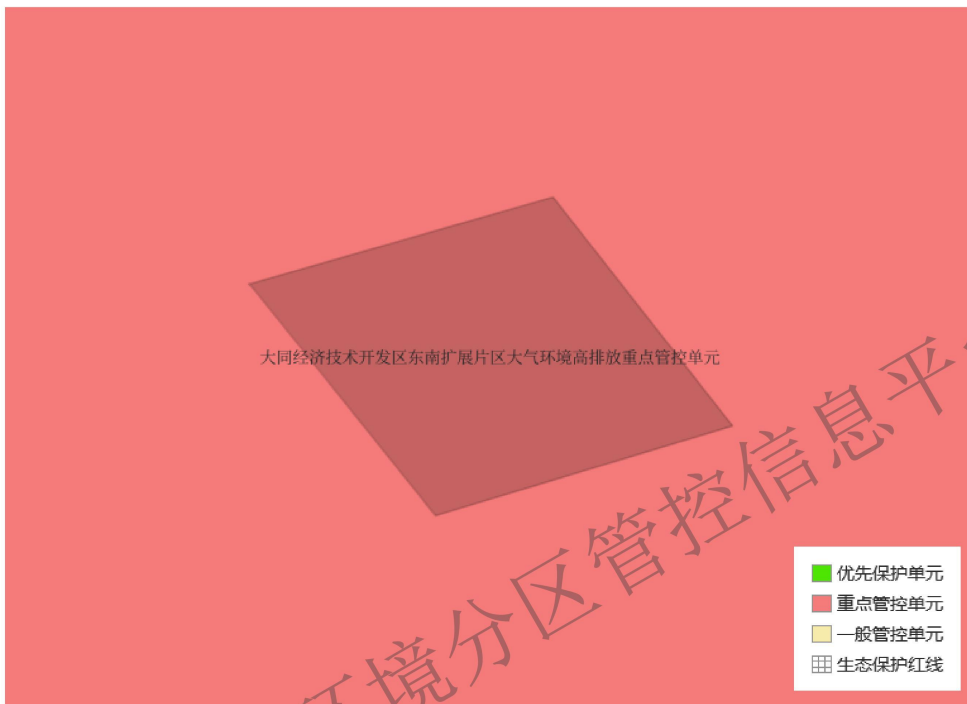 大同经济技术开发区东南扩展片区大气环境高排放重点管控单元
环境分区管控信息平
优先保护单元
重点管控单元
一般管控单元
生态保护红线